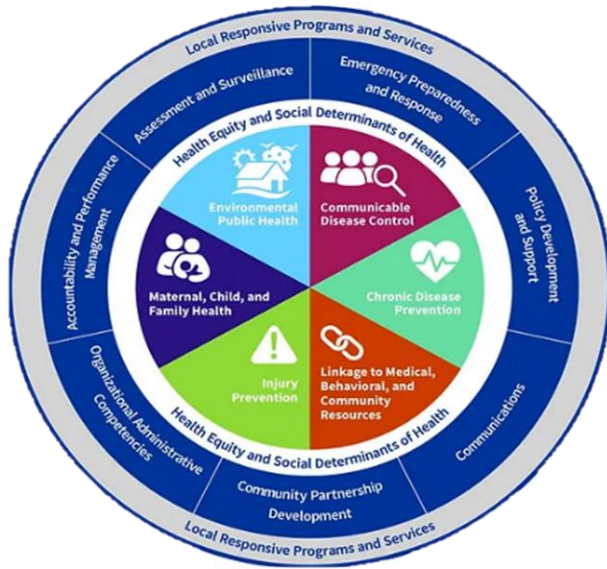 Local Responsive Programs and Services
Assessment and Surveillance
Emergency Preparedness
and Response
Health Equity and Social Determinants of Health
Accountability and Performance
Management
Policy Development
and Support
Environmental
Public Health
Communicable
Disease Control
Maternal, Child, and
Family Health
Chronic Disease
Prevention
Injury
Prevention
Linkage to Medical,
Behavioral, and
Community
Resources
Health Equity and Social Determinants of Health
Organizational Administrative
Competencies
Communications
Community Partnership
Development
Local Responsive Programs and Services